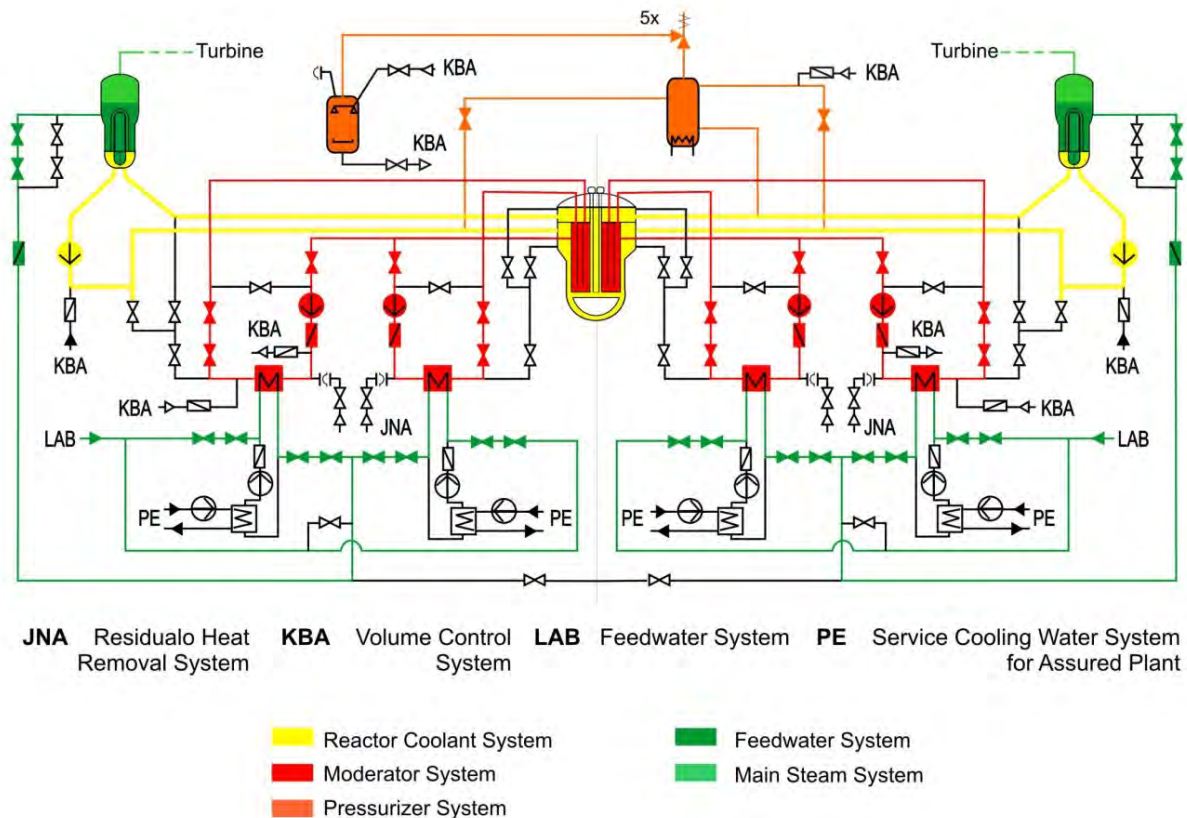 5x
Turbine
Turbine
KBA
KBA
KBA
KBA
KBA
KBA
KBA
KBA
KBA
JNA
JNA
LAB
LAB
PE
PE
PE
PE
JNA Residualo Heat
Removal System
KBA Volume Control
System
LAB Feedwater System
PE Service Cooling Water System
for Assured Plant
Reactor Coolant System
Moderator System
Pressurizer System
Feedwater System
Main Steam System